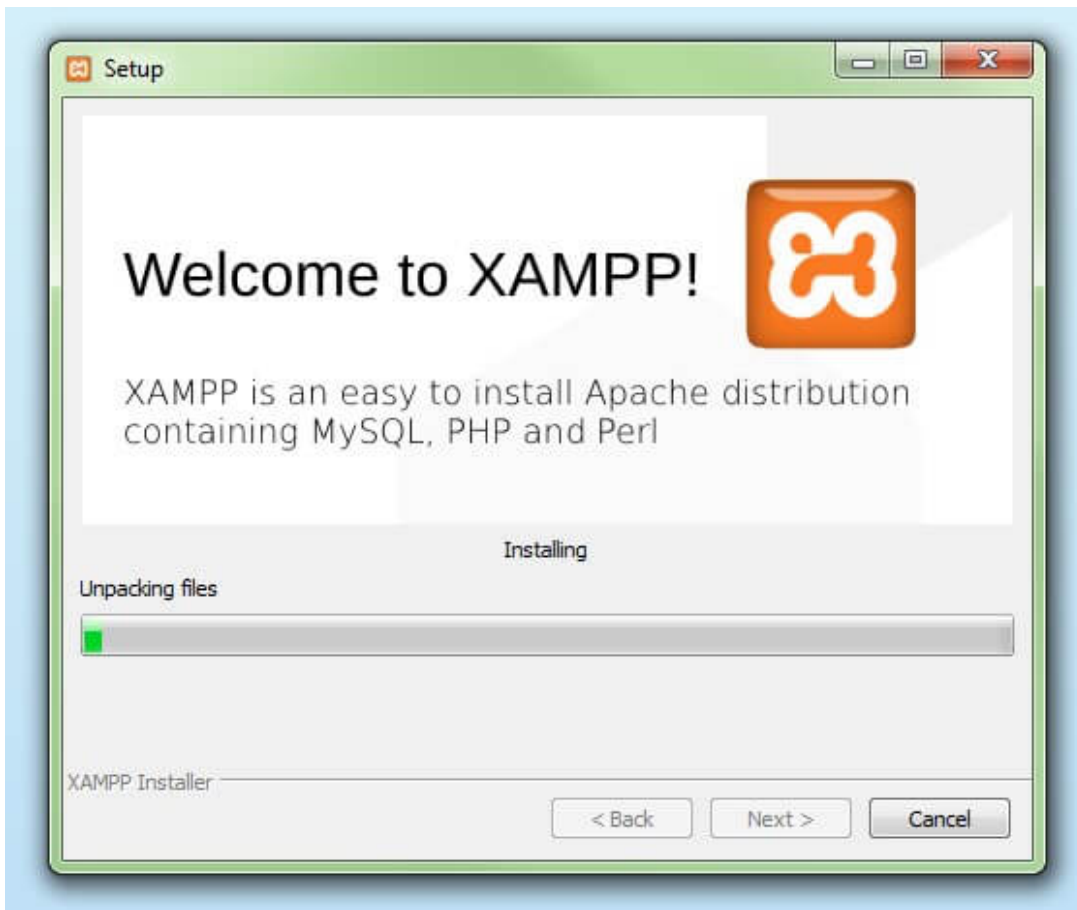 Setup
Welcome to XAMPP!
XAMPP is an easy to install Apache distribution
containing MySQL, PHP and Perl
Installing
Unpacking files
XAMPP Installer
< Back Next > Cancel